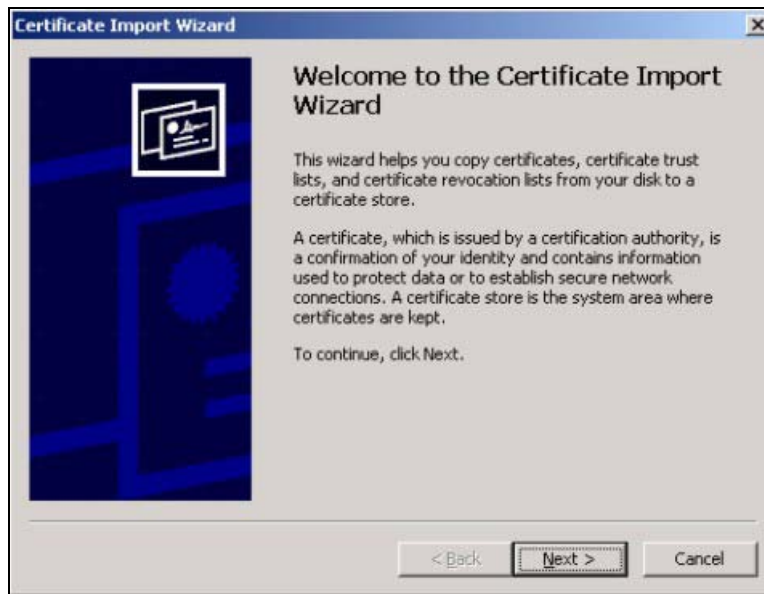 Certificate Import Wizard
Welcome to the Certificate Import
Wizard
This wizard helps you copy certificates, certificate trust
lists, and certificate revocation lists from your disk to a
certificate store.
A certificate, which is issued by a certification authority, is
a confirmation of your identity and contains information
used to protect data or to establish secure network
connections. A certificate store is the system area where
certificates are kept.
To continue, click Next.
< Back Next > Cancel